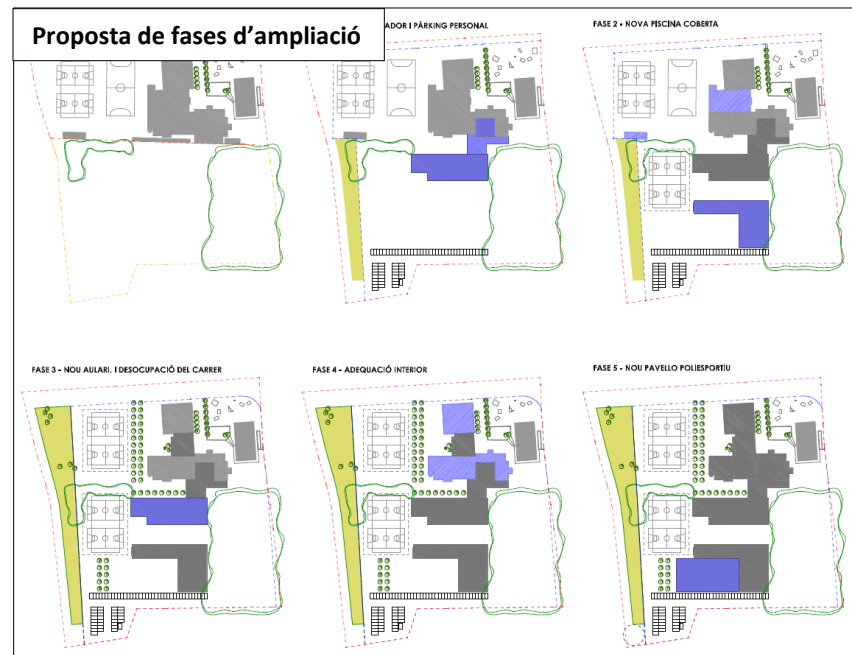 Proposta de fases d'ampliació
ADOR I PÀRKING PERSONAL
FASE 2 - NOVA PISCINA COBERTA
FASE 3 - NOU AULARI, I DESOCUPACIÓ DEL CARRER
FASE 4 - ADEQUACIÓ INTERIOR
FASE 5 - NOU PAVELLO POLIESPORTIU